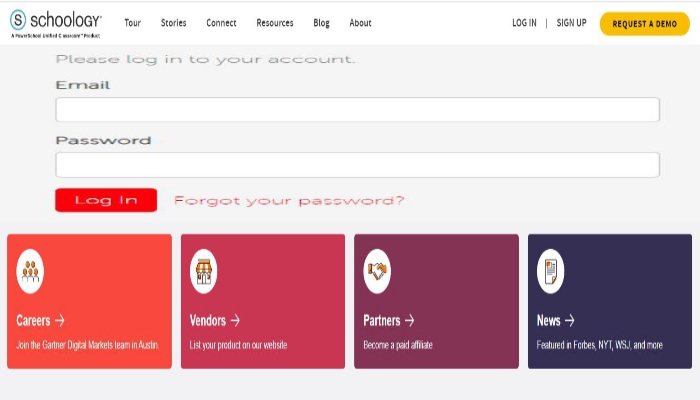 schoology
A PowerSchool Unified Classroom™ Product
Tour Stories Connect Resources Blog About
LOG IN | SIGN UP REQUEST A DEMO
Please log in to your account.
Email
Password
Log In Forgot your password?
Careers →
Join the Gartner Digital Markets team in Austin.
Vendors →
List your product on our website
Partners →
Become a paid affiliate
News →
Featured in Forbes, NYT, WSJ, and more